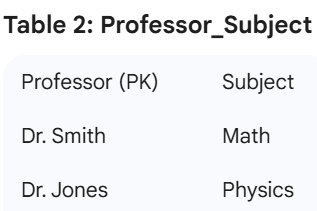 Table 2: Professor_Subject
Professor (PK) Subject
Dr. Smith Math
Dr. Jones Physics